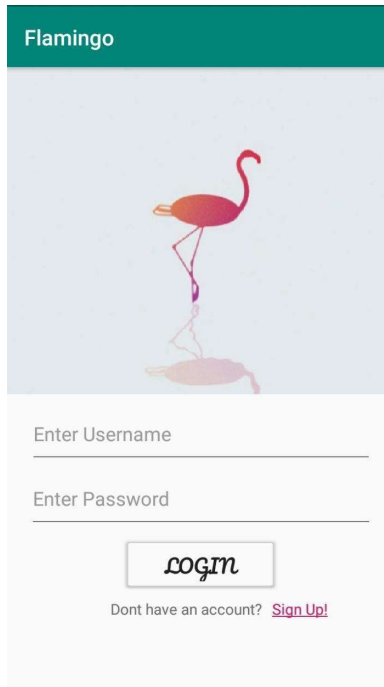 Flamingo
Enter Username
Enter Password
LOGIN
Dont have an account? Sign Up!